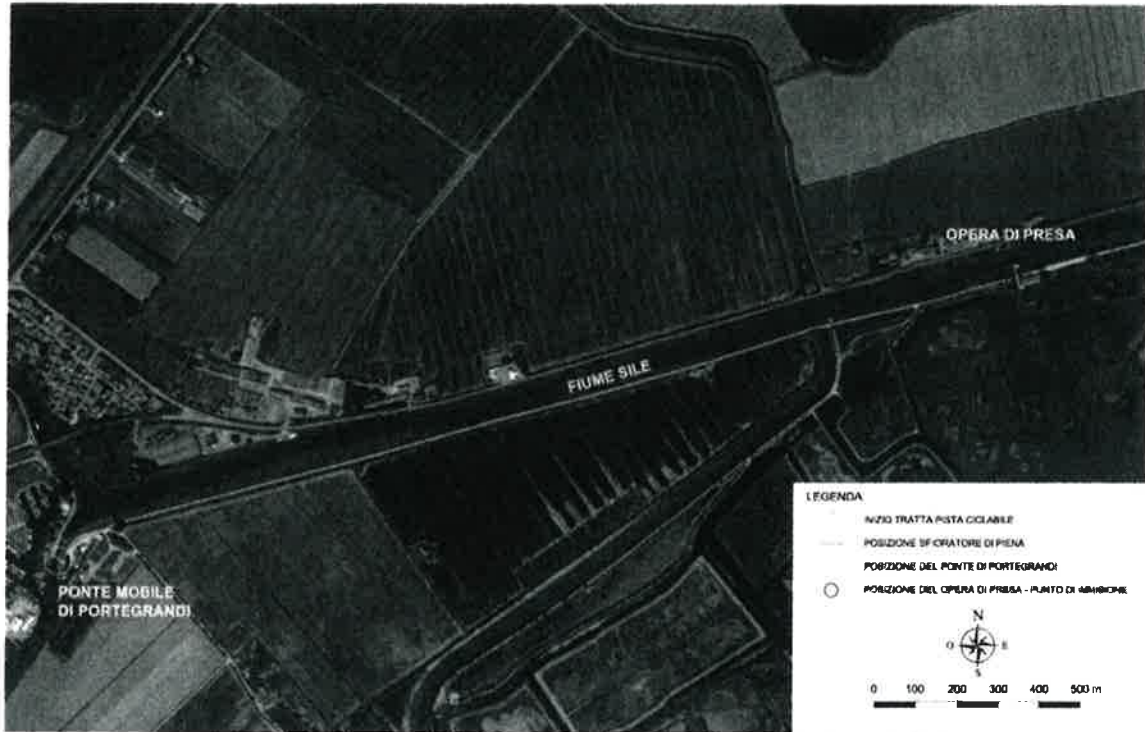 OPERA DI PRESA
FIUME SILE
PONTE MOBILE
DI PORTEGRANDI
LEGENDA
INIZIO TRATTA PISTA CICLABILE
POSIZIONE SFIORATORE DI PIENA
POSIZIONE DEL PONTE DI PORTEGRANDI
POSIZIONE DEL OPERA DI PRESA - PUNTO DI
N
O E
S
0 100 200 300 400 500 m